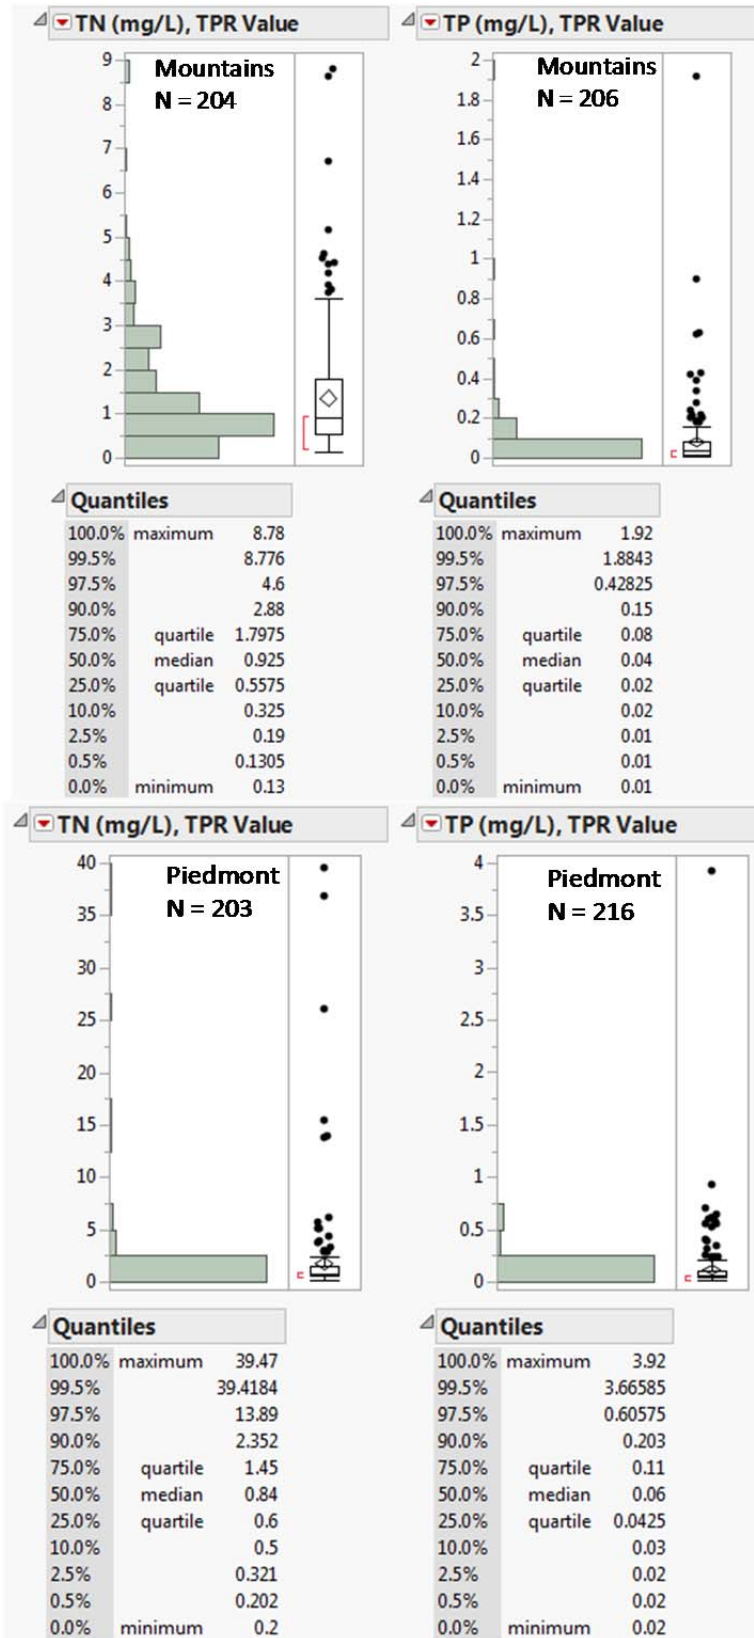 TN (mg/L), TPR Value
Mountains
N = 204
9
8
7
6
5
4
3
2
1
0
Quantiles
100.0% maximum 8.78
99.5% 8.776
97.5% 4.6
90.0% 2.88
75.0% quartile 1.7975
50.0% median 0.925
25.0% quartile 0.5575
10.0% 0.325
2.5% 0.19
0.5% 0.1305
0.0% minimum 0.13
TP (mg/L), TPR Value
Mountains
N = 206
2
1.8
1.6
1.4
1.2
1
0.8
0.6
0.4
0.2
0
Quantiles
100.0% maximum 1.92
99.5% 1.8843
97.5% 0.42825
90.0% 0.15
75.0% quartile 0.08
50.0% median 0.04
25.0% quartile 0.02
10.0% 0.02
2.5% 0.01
0.5% 0.01
0.0% minimum 0.01
TN (mg/L), TPR Value
Piedmont
N = 203
40
35
30
25
20
15
10
5
0
Quantiles
100.0% maximum 39.47
99.5% 39.4184
97.5% 13.89
90.0% 2.352
75.0% quartile 1.45
50.0% median 0.84
25.0% quartile 0.6
10.0% 0.5
2.5% 0.321
0.5% 0.202
0.0% minimum 0.2
TP (mg/L), TPR Value
Piedmont
N = 216
4
3.5
3
2.5
2
1.5
1
0.5
0
Quantiles
100.0% maximum 3.92
99.5% 3.66585
97.5% 0.60575
90.0% 0.203
75.0% quartile 0.11
50.0% median 0.06
25.0% quartile 0.0425
10.0% 0.03
2.5% 0.02
0.5% 0.02
0.0% minimum 0.02